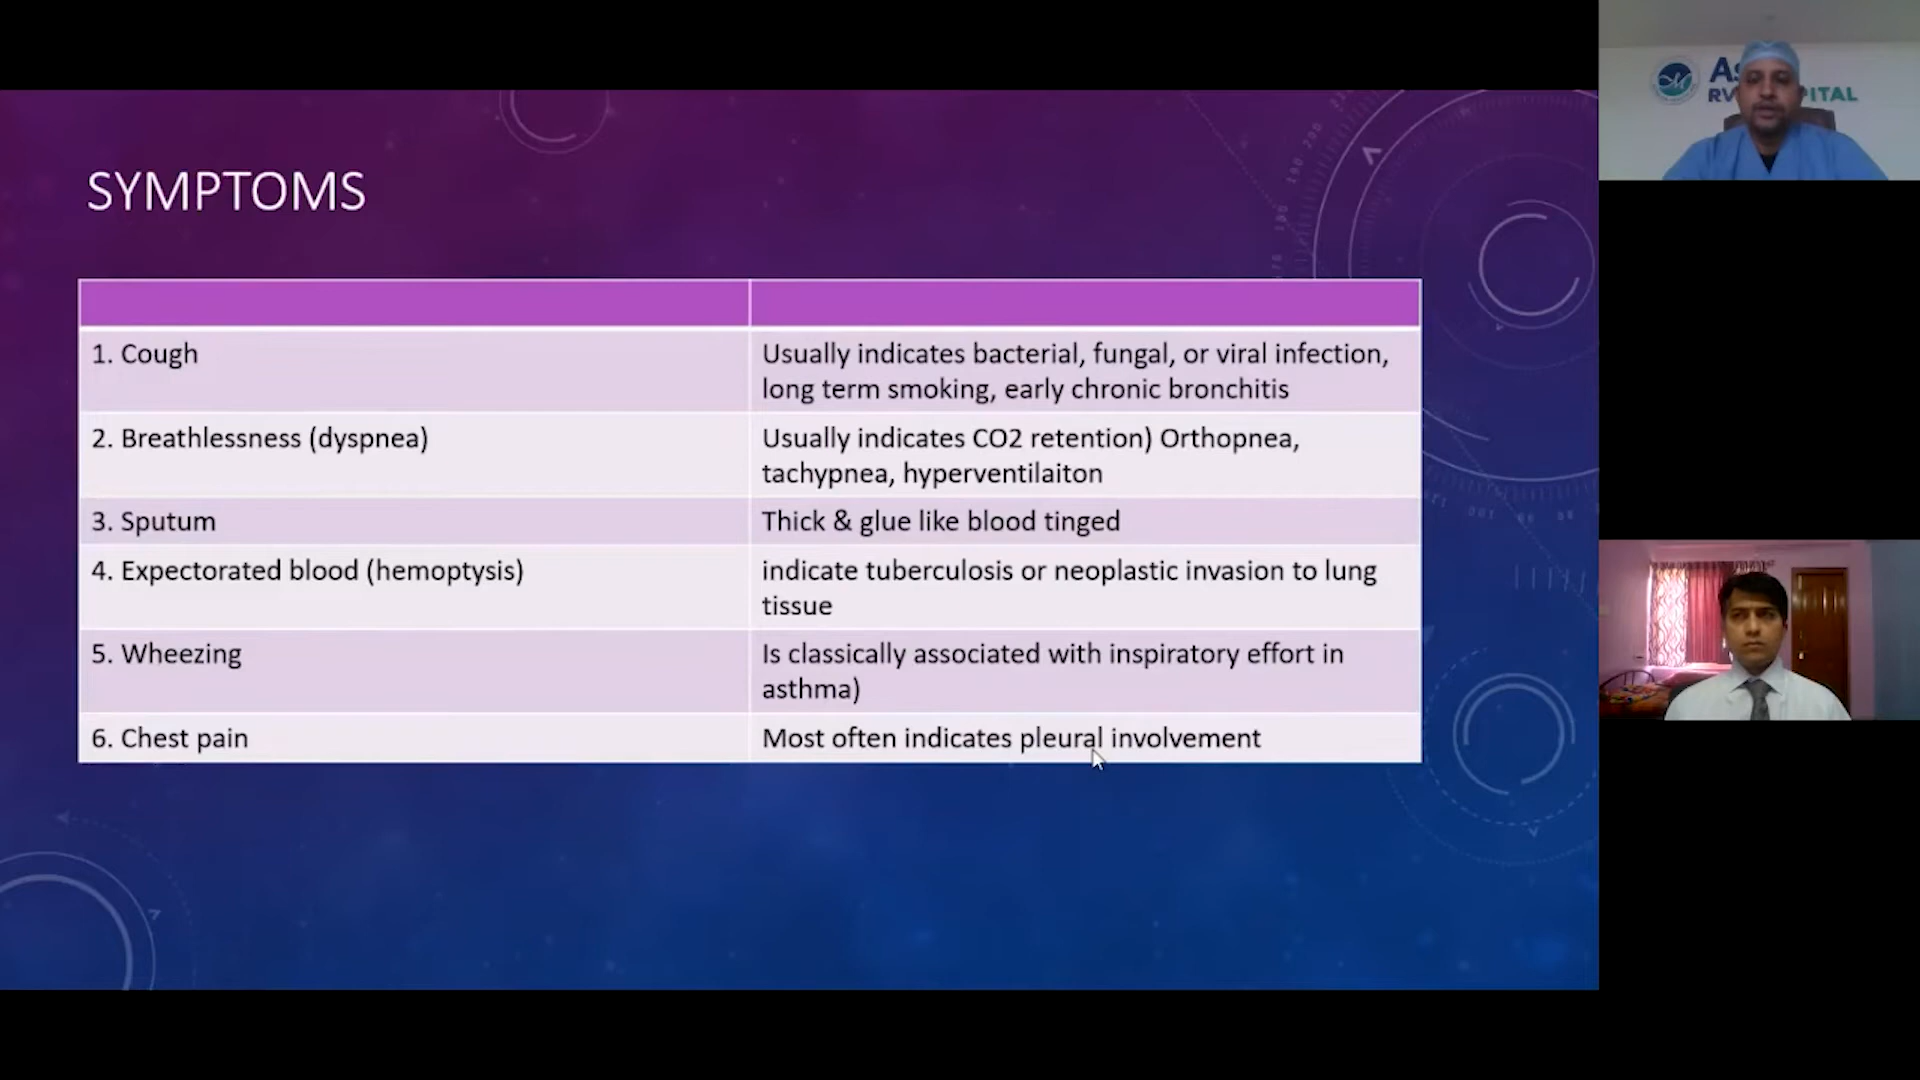 SYMPTOMS
1. Cough
Usually indicates bacterial, fungal, or viral infection,
long term smoking, early chronic bronchitis
2. Breathlessness (dyspnea)
Usually indicates CO2 retention) Orthopnea,
tachypnea, hyperventilaiton
3. Sputum
Thick & glue like blood tinged
4. Expectorated blood (hemoptysis)
indicate tuberculosis or neoplastic invasion to lung
tissue
5. Wheezing
Is classically associated with inspiratory effort in
asthma)
6. Chest pain
Most often indicates pleural involvement